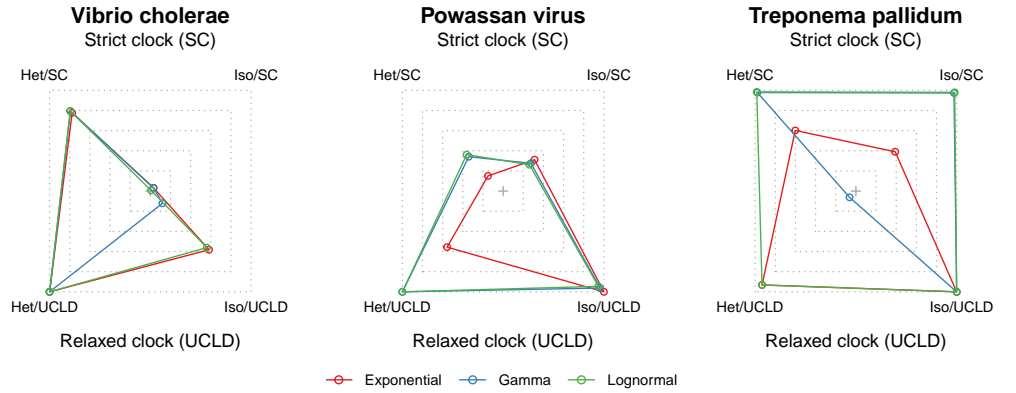 Vibrio cholerae
Strict clock (SC)
Het/SC
Iso/SC
Het/UCLD
Iso/UCLD
Relaxed clock (UCLD)
Powassan virus
Strict clock (SC)
Het/SC
Iso/SC
Het/UCLD
Iso/UCLD
Relaxed clock (UCLD)
Treponema pallidum
Strict clock (SC)
Het/SC
Iso/SC
Het/UCLD
Iso/UCLD
Relaxed clock (UCLD)
Exponential
Gamma
Lognormal